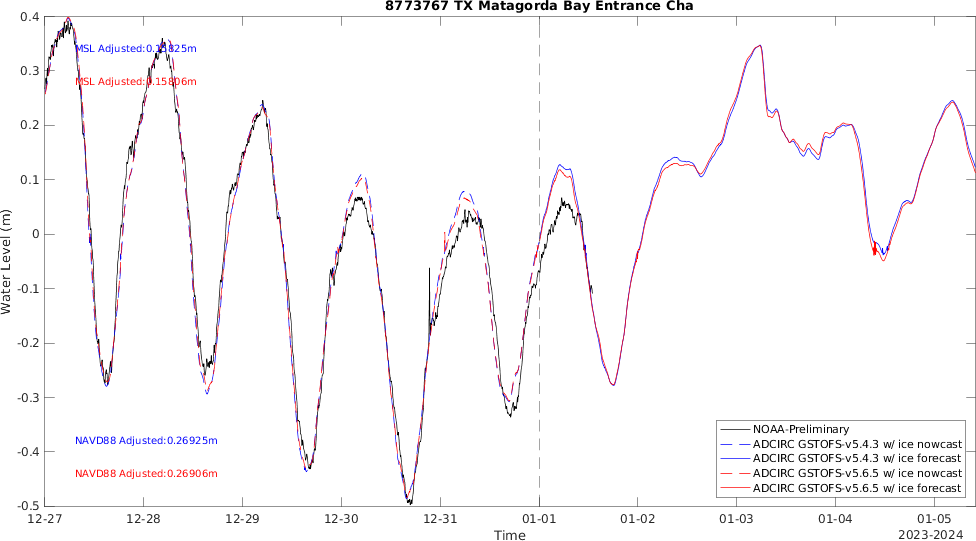 8773767 TX Matagorda Bay Entrance Cha
Water Level (m)
0.4
0.3
0.2
0.1
0
-0.1
-0.2
-0.3
-0.4
-0.5
MSL Adjusted:0.15825m
MSL Adjusted:0.15806m
NAVD88 Adjusted:0.26925m
NAVD88 Adjusted:0.26906m
NOAA-Preliminary
ADCIRC GSTOFS-v5.4.3 w/ ice nowcast
ADCIRC GSTOFS-v5.4.3 w/ ice forecast
ADCIRC GSTOFS-v5.6.5 w/ ice nowcast
ADCIRC GSTOFS-v5.6.5 w/ ice forecast
12-27 12-28 12-29 12-30 12-31 01-01 01-02 01-03 01-04 01-05
Time
2023-2024